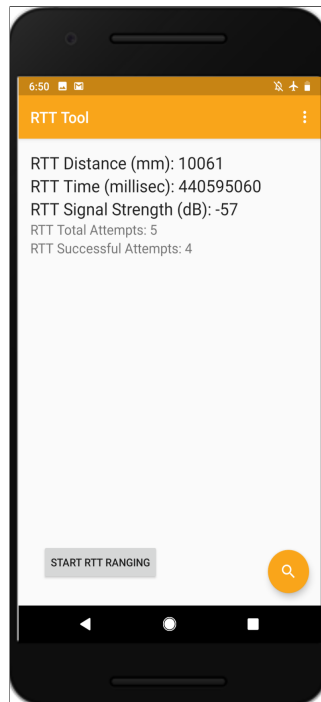 6:50
RTT Tool
RTT Distance (mm): 10061
RTT Time (millisec): 440595060
RTT Signal Strength (dB): -57
RTT Total Attempts: 5
RTT Successful Attempts: 4
START RTT RANGING